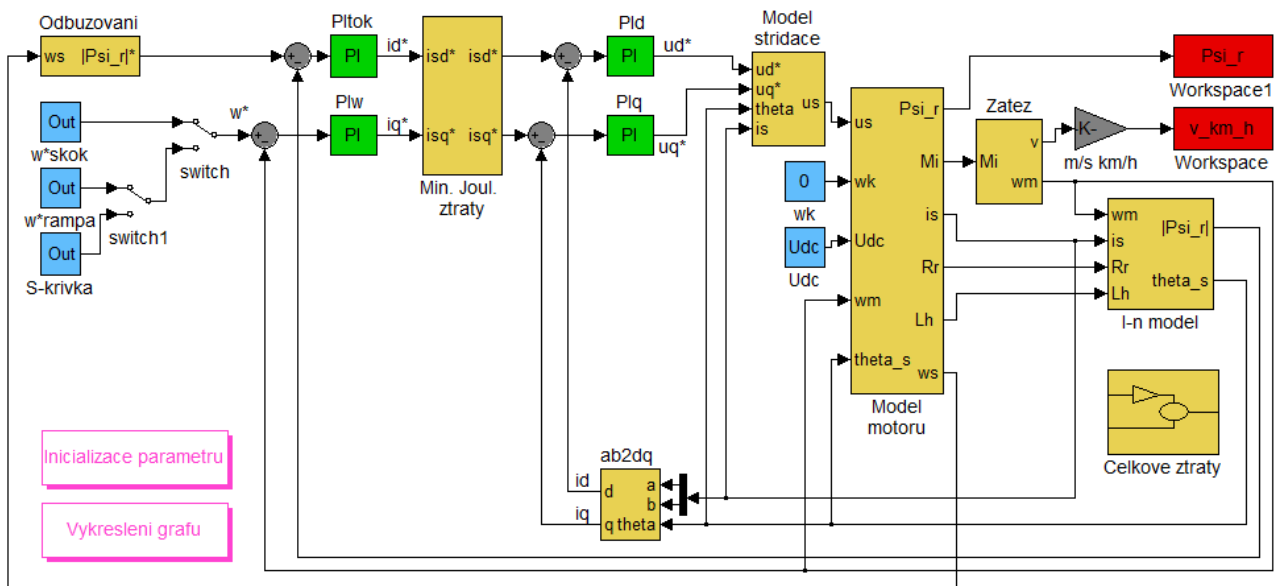 Odbuzovani
ws |Psi_r|*
+
-
PItok
PI
id*
isd* isd*
isq* isq*
Min. Joul.
ztraty
+
-
PId
PI
ud*
Model
stridace
ud*
uq*
theta
is
us
Out
w*skok
Out
w*rampa
Out
S-krivka
switch
switch1
w*
+
-
PIw
PI
iq*
+
-
PIq
PI
uq*
0
wk
Udc
Udc
us
wk
Udc
wm
theta_s
Psi_r
Mi
is
Rr
Lh
ws
Model
motoru
Zatez
Mi
v
wm
-K-
m/s km/h
Psi_r
Workspace1
v_km_h
Workspace
wm
is
Rr
Lh
|Psi_r|
theta_s
I-n model
Celkove ztraty
Inicializace parametru
Vykresleni grafu
ab2dq
id
iq
d a
b
q theta